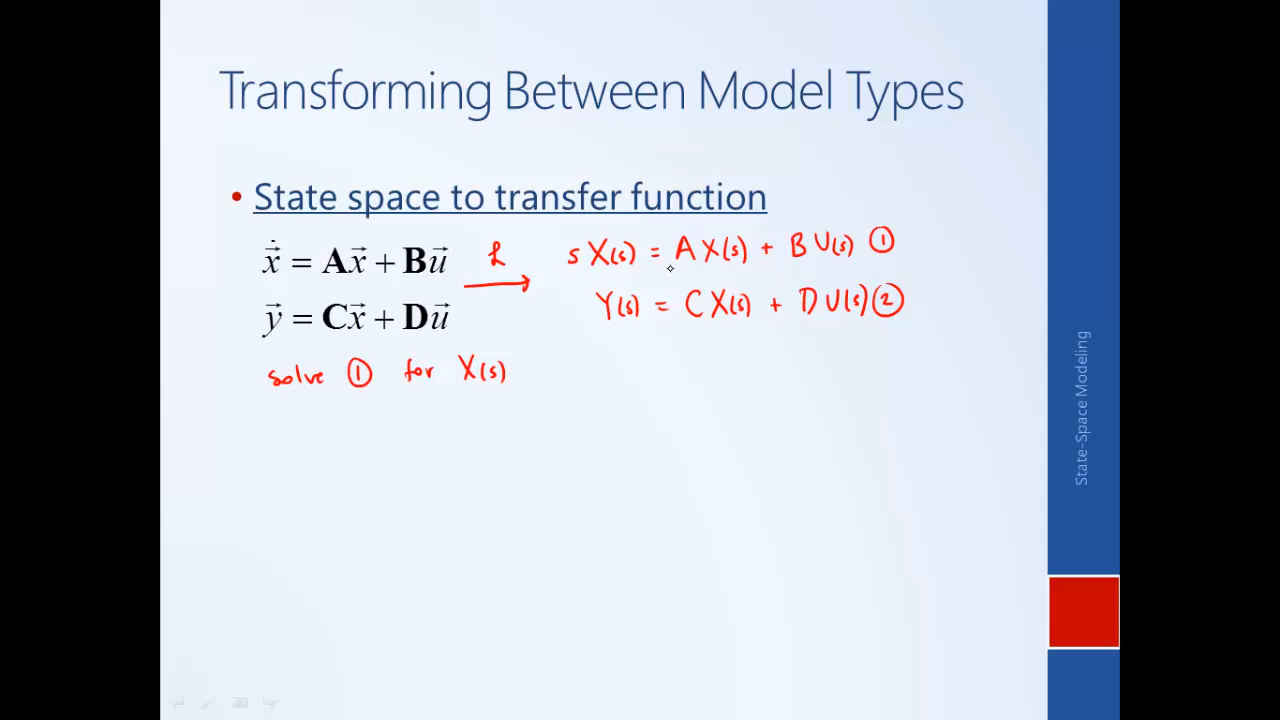 Transforming Between Model Types
• State space to transfer function
ẋ⃗ = Ax⃗ + Bu⃗ ℒ→ s X(s) = A X(s) + B U(s) ①
y⃗ = Cx⃗ + Du⃗ Y(s) = C X(s) + D U(s) ②
solve ① for X(s)
State-Space Modeling